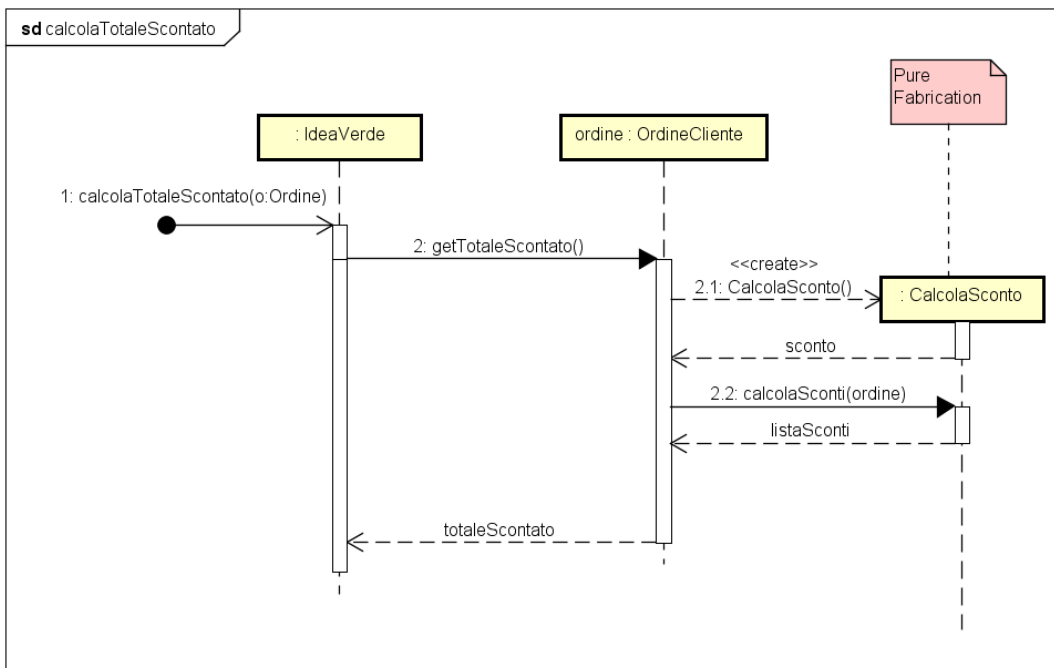 sd calcolaTotaleScontato
Pure
Fabrication
: IdeaVerde
ordine : OrdineCliente
1: calcolaTotaleScontato(o:Ordine)
2: getTotaleScontato()
<<create>>
2.1: CalcolaSconto()
: CalcolaSconto
sconto
2.2: calcolaSconti(ordine)
listaSconti
totaleScontato